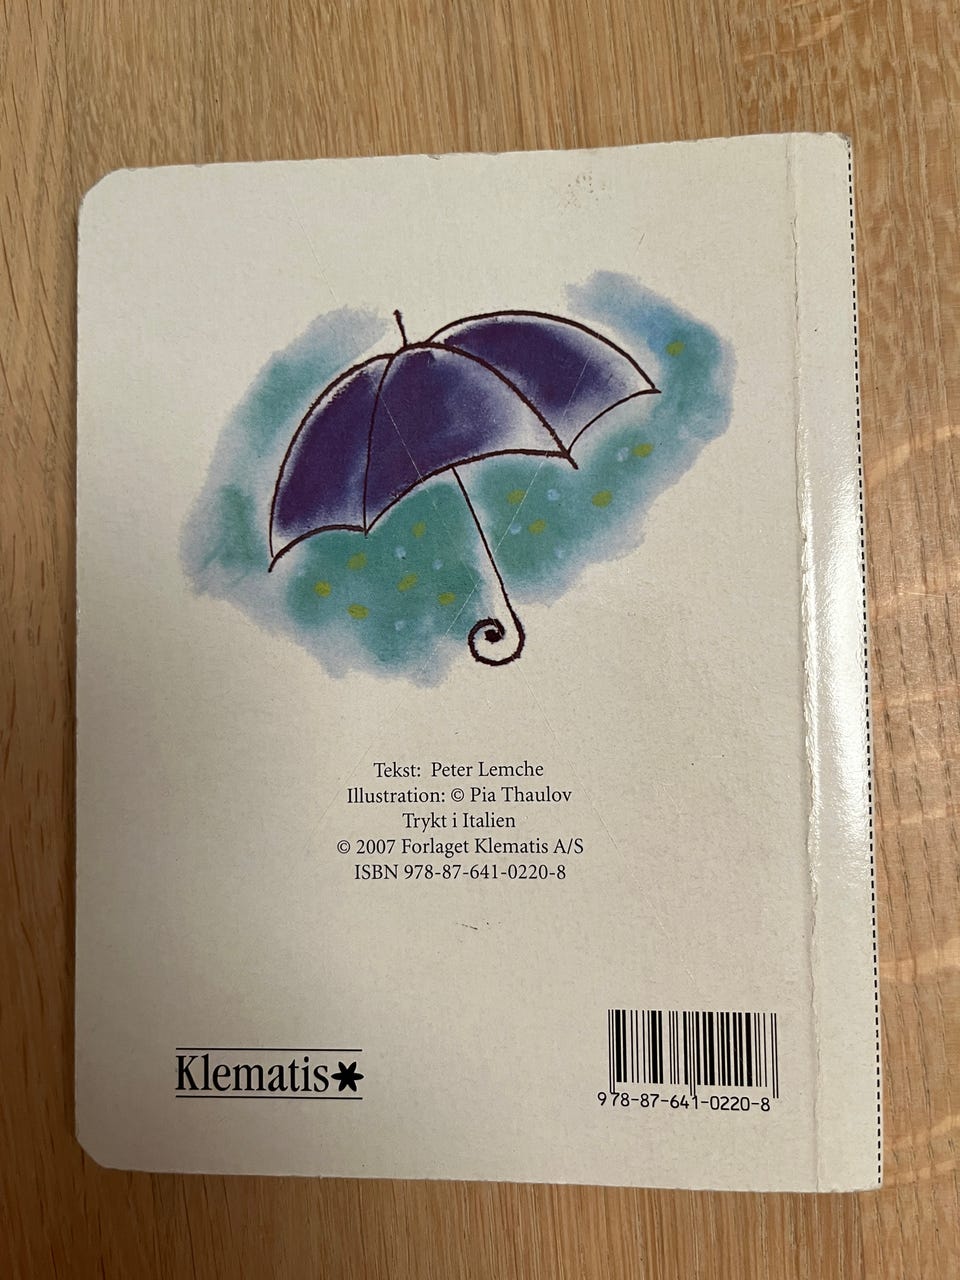 Tekst: Peter Lemche
Illustration: © Pia Thaulov
Trykt i Italien
© 2007 Forlaget Klematis A/S
ISBN 978-87-641-0220-8
Klematis
978-87-641-0220-8